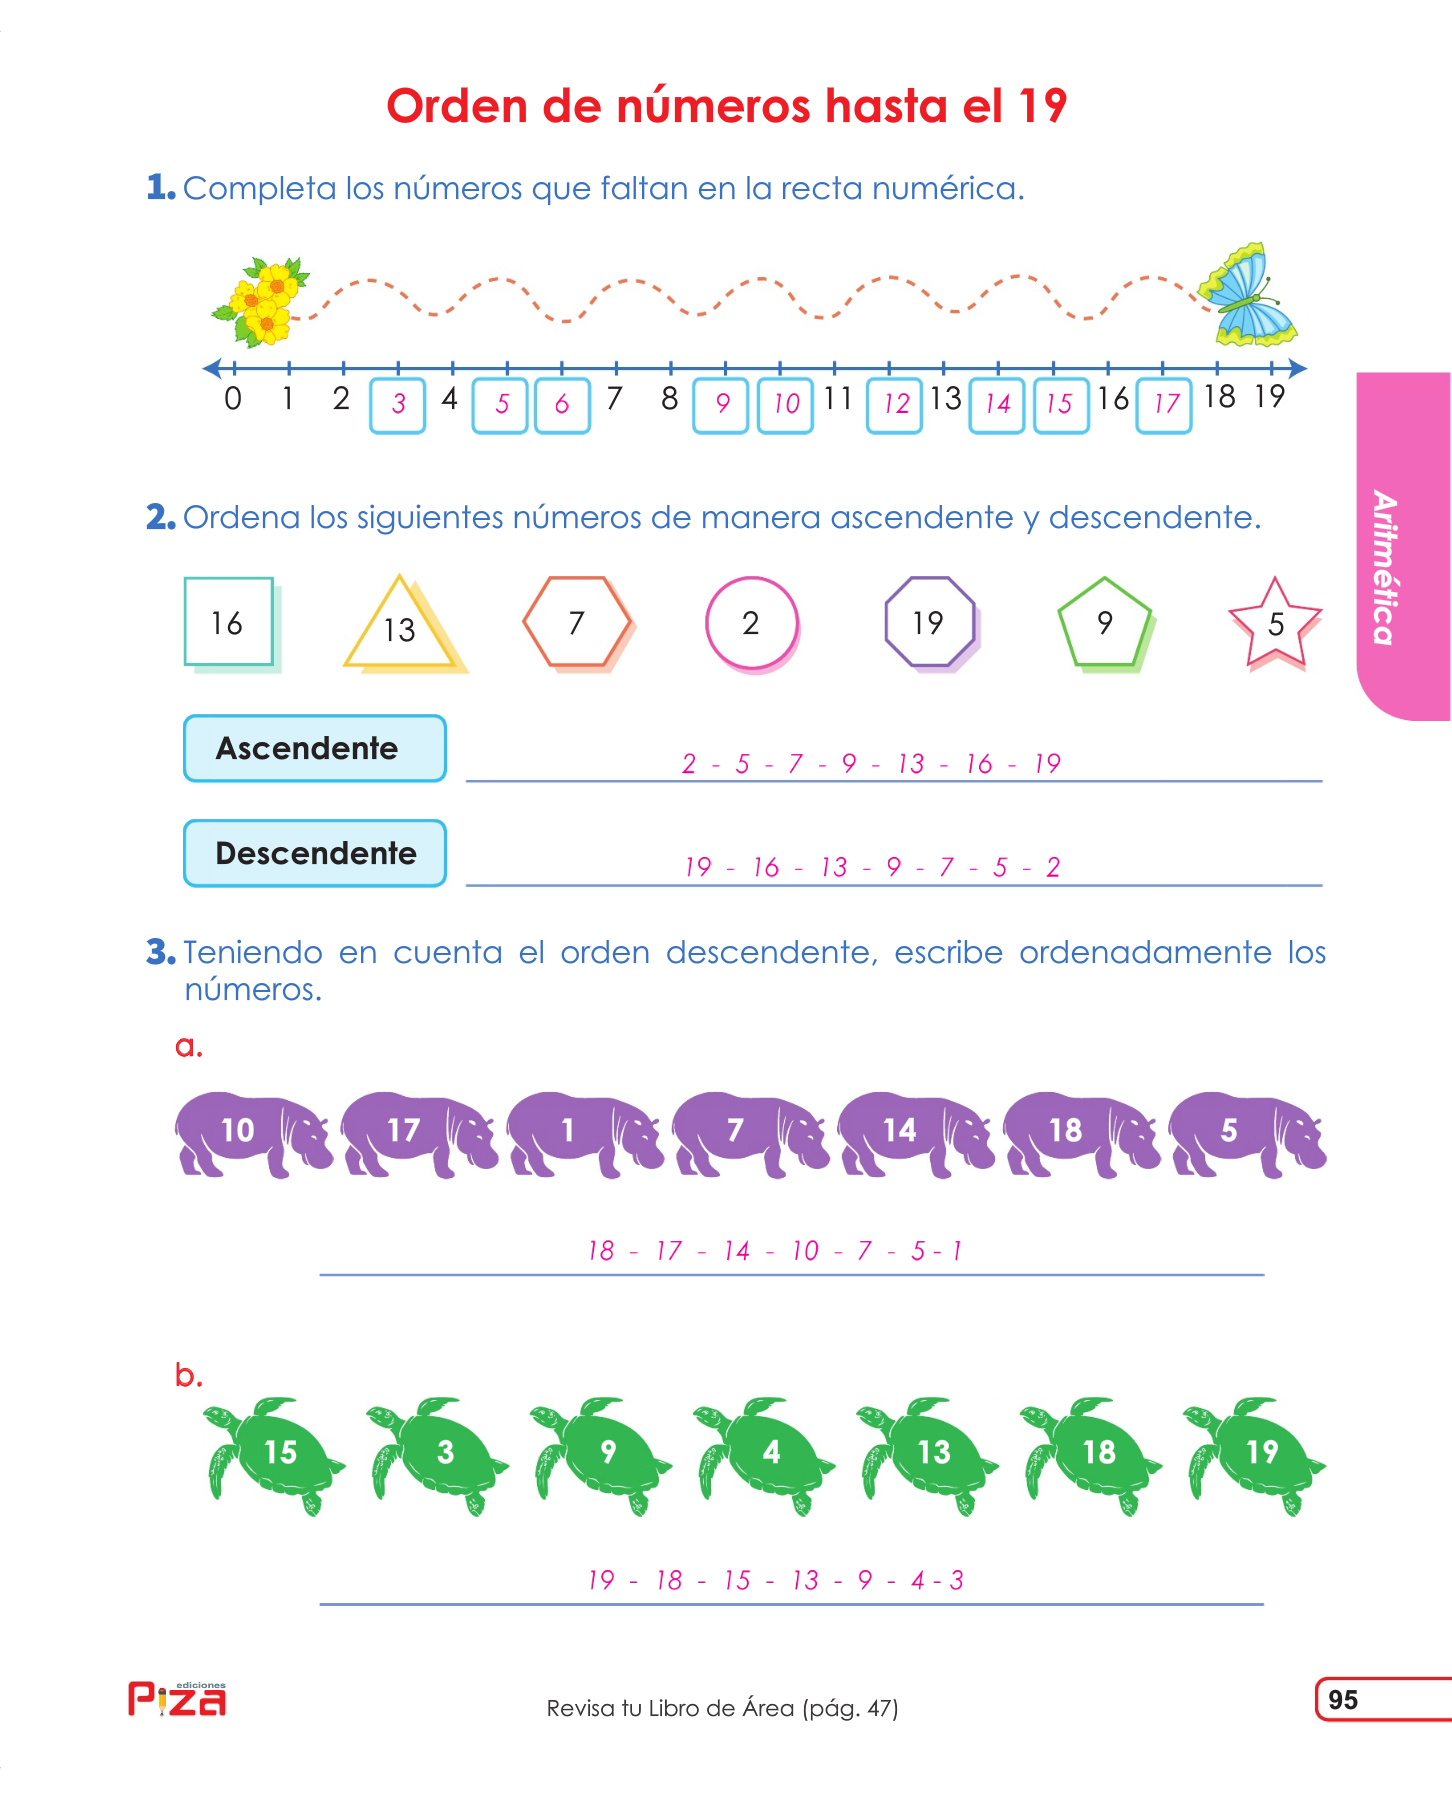 Orden de números hasta el 19
1. Completa los números que faltan en la recta numérica.
0 1 2 3 4 5 6 7 8 9 10 11 12 13 14 15 16 17 18 19
2. Ordena los siguientes números de manera ascendente y descendente.
16 13 7 2 19 9 5
Ascendente 2 - 5 - 7 - 9 - 13 - 16 - 19
Descendente 19 - 16 - 13 - 9 - 7 - 5 - 2
3. Teniendo en cuenta el orden descendente, escribe ordenadamente los
números.
a.
10 17 1 7 14 18 5
18 - 17 - 14 - 10 - 7 - 5 - 1
b.
15 3 9 4 13 18 19
19 - 18 - 15 - 13 - 9 - 4 - 3
Aritmética
ediciones
Piza
Revisa tu Libro de Área (pág. 47)
95